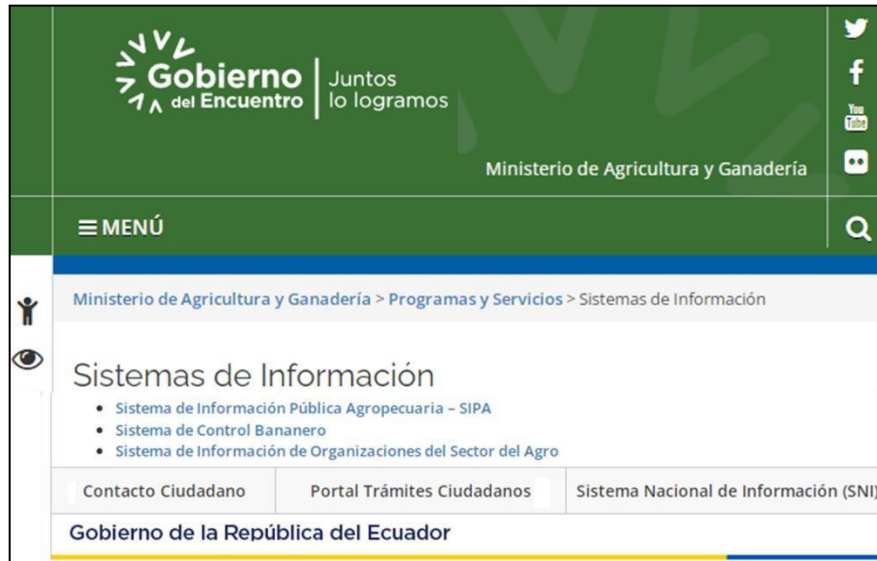 Gobierno
del Encuentro
Juntos
lo logramos
You
Tube
Ministerio de Agricultura y Ganadería
MENÚ
Ministerio de Agricultura y Ganadería > Programas y Servicios > Sistemas de Información
Sistemas de Información
• Sistema de Información Pública Agropecuaria – SIPA
• Sistema de Control Bananero
• Sistema de Información de Organizaciones del Sector del Agro
Contacto Ciudadano
Portal Trámites Ciudadanos
Sistema Nacional de Información (SNI)
Gobierno de la República del Ecuador